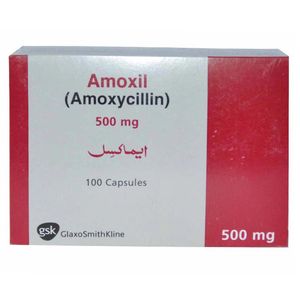 Amoxil
(Amoxycillin)
500 mg
ایماکسل
100 Capsules
gsk GlaxoSmithKline
500 mg